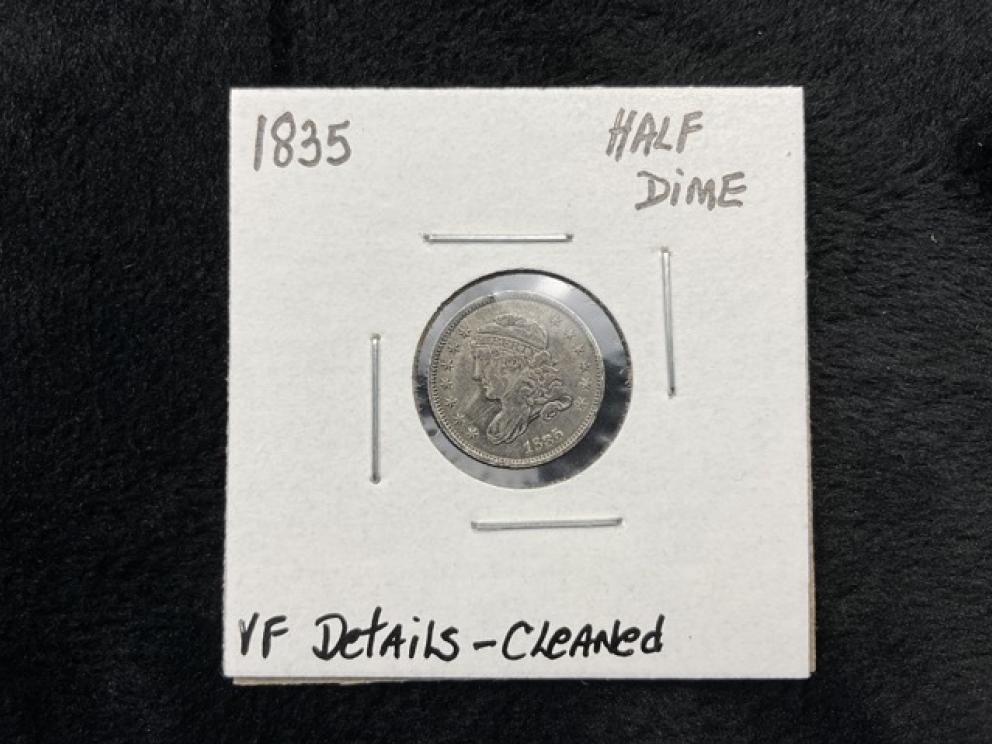 1835
HALF
DIME
1835
VF Details - Cleaned